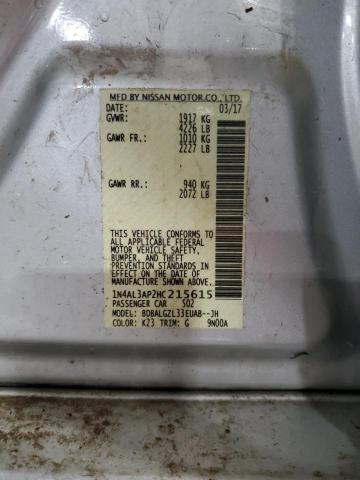 MFD BY NISSAN MOTOR CO., LTD.
DATE: 03/17
GVWR: 1917 KG
4226 LB
GAWR FR: 1010 KG
2227 LB
GAWR RR: 940 KG
2072 LB
THIS VEHICLE CONFORMS TO
ALL APPLICABLE FEDERAL
MOTOR VEHICLE SAFETY,
BUMPER, AND THEFT
PREVENTION STANDARDS IN
EFFECT ON THE DATE OF
MANUFACTURE SHOWN ABOVE.
1N4AL3AP2HC215615
PASSENGER CAR 502
MODEL: BDBALGZL33EUAB--JH
COLOR: K23 TRIM: G 9N00A